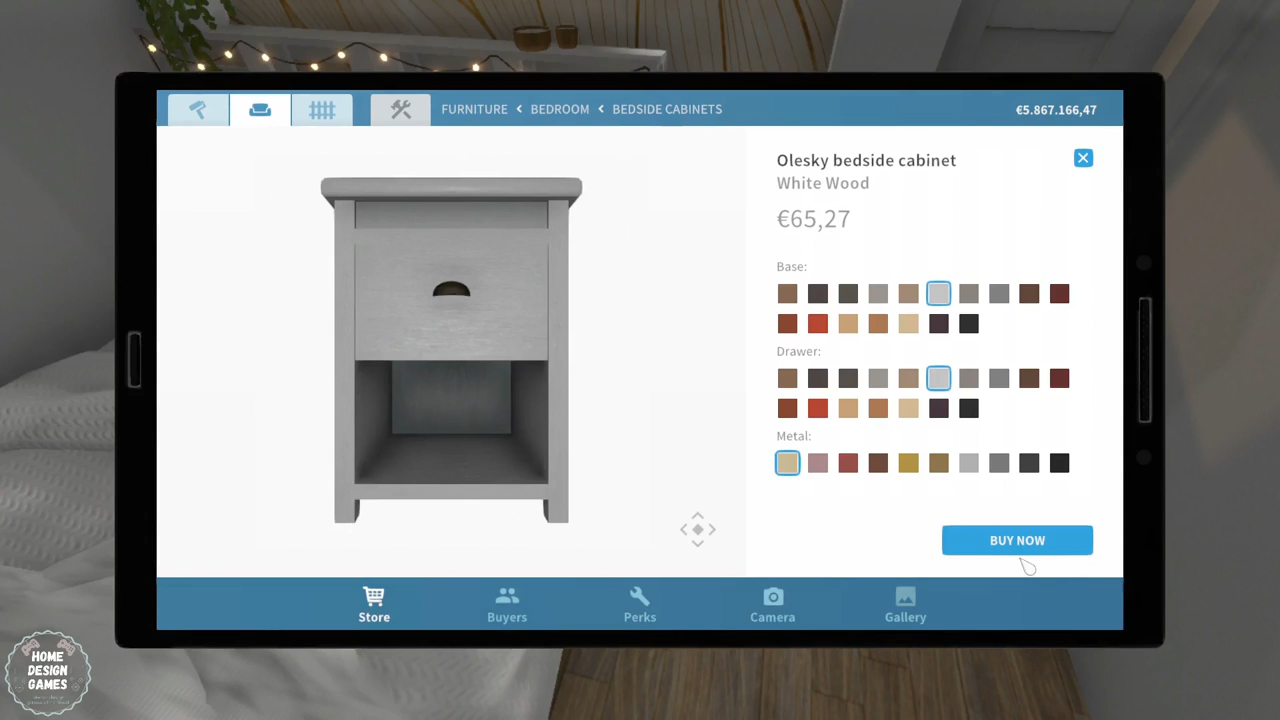 FURNITURE < BEDROOM < BEDSIDE CABINETS
€5.867.166,47
Olesky bedside cabinet
White Wood
€65,27
Base:
Drawer:
Metal:
BUY NOW
Store
Buyers
Perks
Camera
Gallery
HOME
DESIGN
GAMES